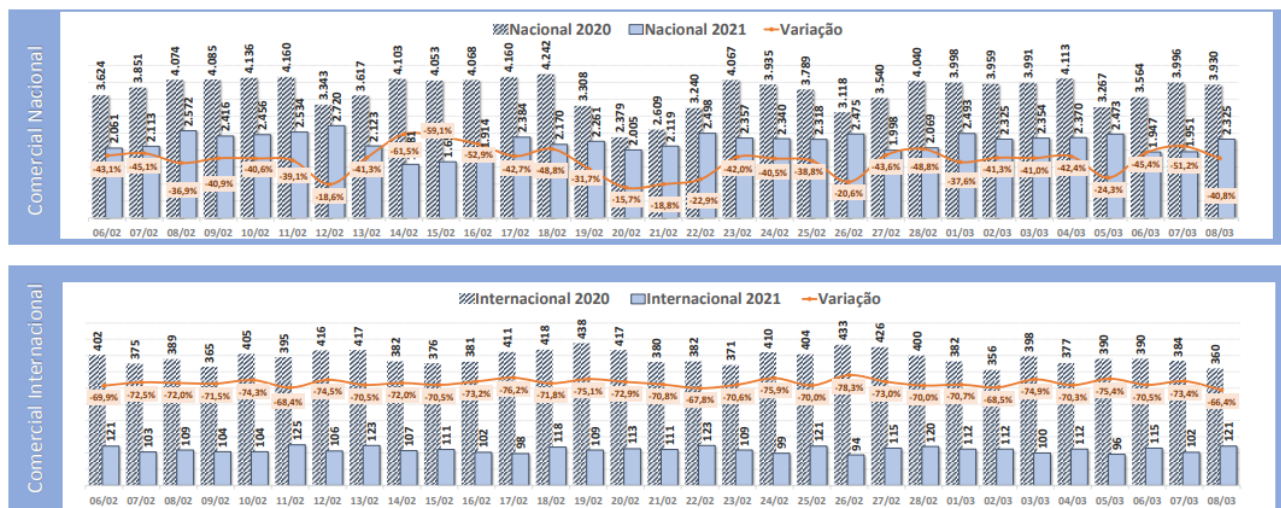 Comercial Nacional
Nacional 2020 Nacional 2021 Variação
3.624 3.851 4.074 4.085 4.136 4.160 3.343 3.617 4.103 4.053 4.068 4.160 4.242 3.308 2.379 2.609 3.240 4.067 3.935 3.789 3.118 3.540 4.040 3.998 3.959 3.991 4.113 3.267 3.564 3.996 3.930
2.061 2.113 2.572 2.416 2.456 2.534 2.720 2.123 1.914 2.384 2.170 2.261 2.005 2.119 2.498 2.357 2.340 2.318 2.475 1.998 2.069 2.493 2.325 2.354 2.370 2.473 1.947 1.951 2.325
-43,1% -45,1% -36,9% -40,9% -40,6% -39,1% -18,6% -41,3% -61,5% -59,1% -52,9% -42,7% -48,8% -31,7% -15,7% -18,8% -22,9% -42,0% -40,5% -38,8% -20,6% -43,6% -48,8% -37,6% -41,3% -41,0% -42,4% -24,3% -45,4% -51,2% -40,8%
06/02 07/02 08/02 09/02 10/02 11/02 12/02 13/02 14/02 15/02 16/02 17/02 18/02 19/02 20/02 21/02 22/02 23/02 24/02 25/02 26/02 27/02 28/02 01/03 02/03 03/03 04/03 05/03 06/03 07/03 08/03
Comercial Internacional
Internacional 2020 Internacional 2021 Variação
402 375 389 365 405 395 416 417 382 376 381 411 418 438 417 380 382 371 410 404 433 426 400 382 356 398 377 390 390 384 360
-69,9% -72,5% -72,0% -71,5% -74,3% -68,4% -74,5% -70,5% -72,0% -70,5% -73,2% -76,2% -71,8% -75,1% -72,9% -70,8% -67,8% -70,6% -75,9% -70,0% -78,3% -73,0% -70,0% -70,7% -68,5% -74,9% -70,3% -75,4% -70,5% -73,4% -66,4%
121 103 109 104 104 125 106 123 107 111 102 98 118 109 113 111 123 109 99 121 94 115 120 112 112 100 112 96 115 102 121
06/02 07/02 08/02 09/02 10/02 11/02 12/02 13/02 14/02 15/02 16/02 17/02 18/02 19/02 20/02 21/02 22/02 23/02 24/02 25/02 26/02 27/02 28/02 01/03 02/03 03/03 04/03 05/03 06/03 07/03 08/03